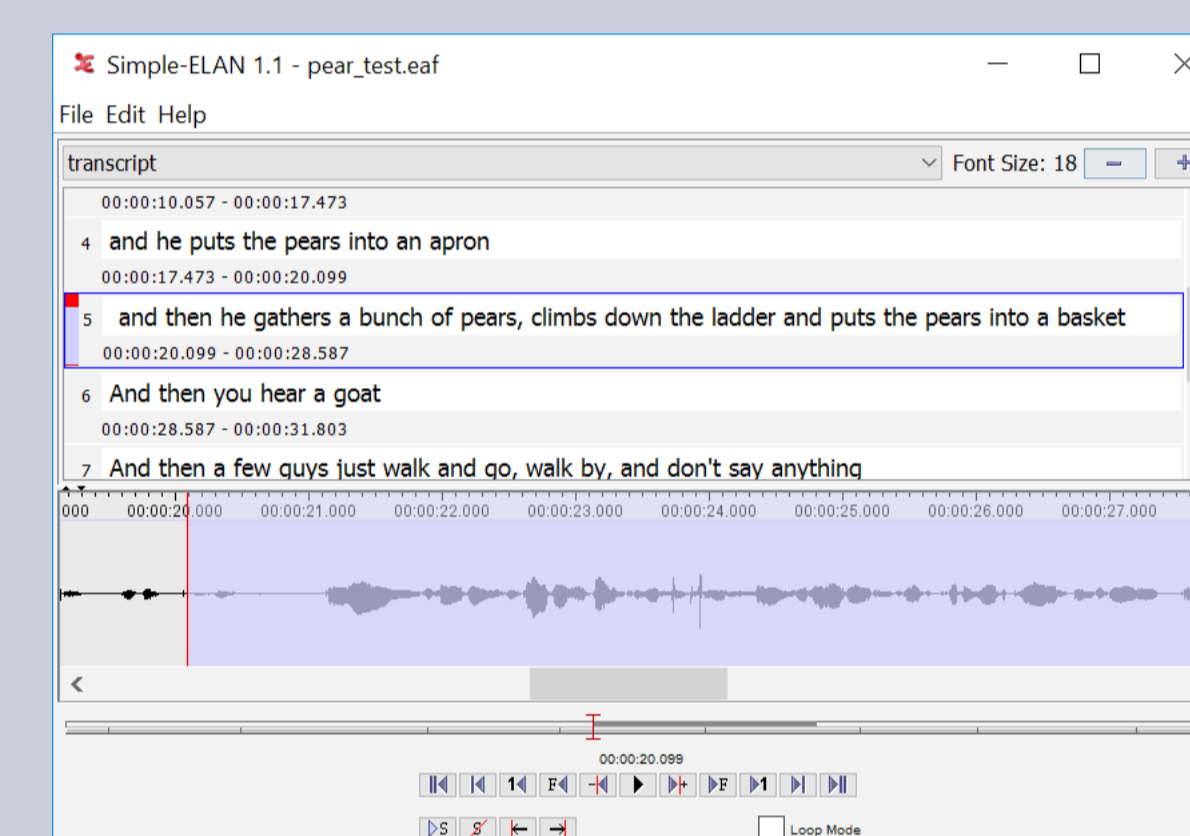 Simple-ELAN 1.1 - pear_test.eaf
File Edit Help
transcript Font Size: 18
00:00:10.057 - 00:00:17.473
4 and he puts the pears into an apron
00:00:17.473 - 00:00:20.099
5 and then he gathers a bunch of pears, climbs down the ladder and puts the pears into a basket
00:00:20.099 - 00:00:28.587
6 And then you hear a goat
00:00:28.587 - 00:00:31.803
7 And then a few guys just walk and go, walk by, and don't say anything
000 00:00:20.000 00:00:21.000 00:00:22.000 00:00:23.000 00:00:24.000 00:00:25.000 00:00:26.000 00:00:27.000
00:00:20.099
1 F F 1
S S Loop Mode